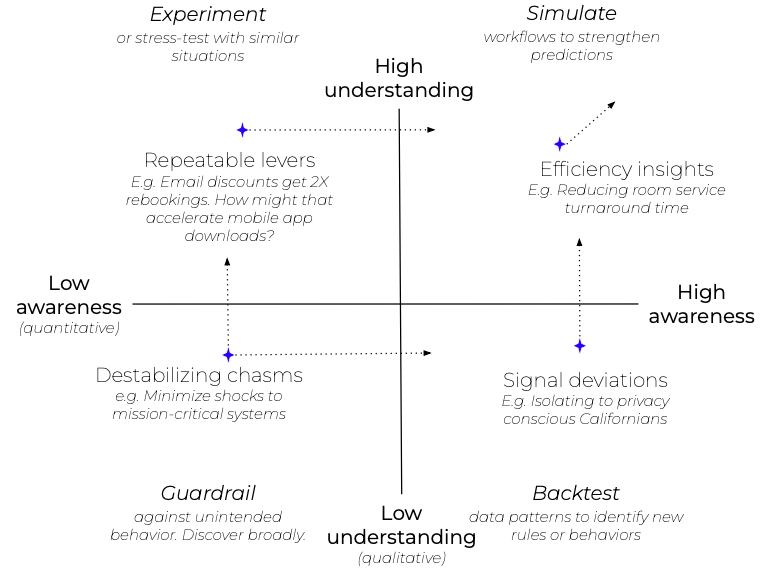 Experiment
or stress-test with similar
situations
Simulate
workflows to strengthen
predictions
High
understanding
Repeatable levers
E.g. Email discounts get 2X
rebookings. How might that
accelerate mobile app
downloads?
Efficiency insights
E.g. Reducing room service
turnaround time
Low
awareness
(quantitative)
High
awareness
Destabilizing chasms
e.g. Minimize shocks to
mission-critical systems
Signal deviations
E.g. Isolating to privacy
conscious Californians
Guardrail
against unintended
behavior. Discover broadly.
Low
understanding
(qualitative)
Backtest
data patterns to identify new
rules or behaviors